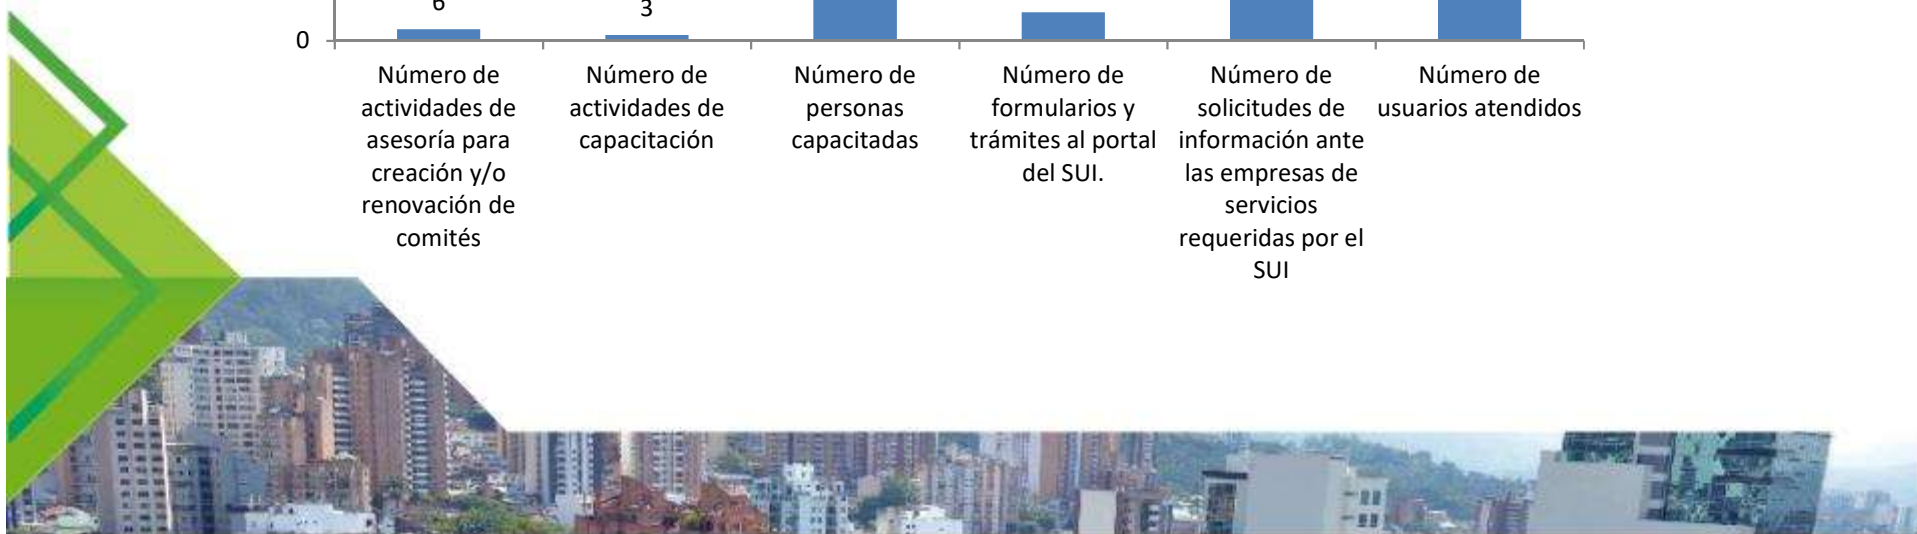 6
3
0
Número de
actividades de
asesoría para
creación y/o
renovación de
comités
Número de
actividades de
capacitación
Número de
personas
capacitadas
Número de
formularios y
trámites al portal
del SUI.
Número de
solicitudes de
información ante
las empresas de
servicios
requeridas por el
SUI
Número de
usuarios atendidos